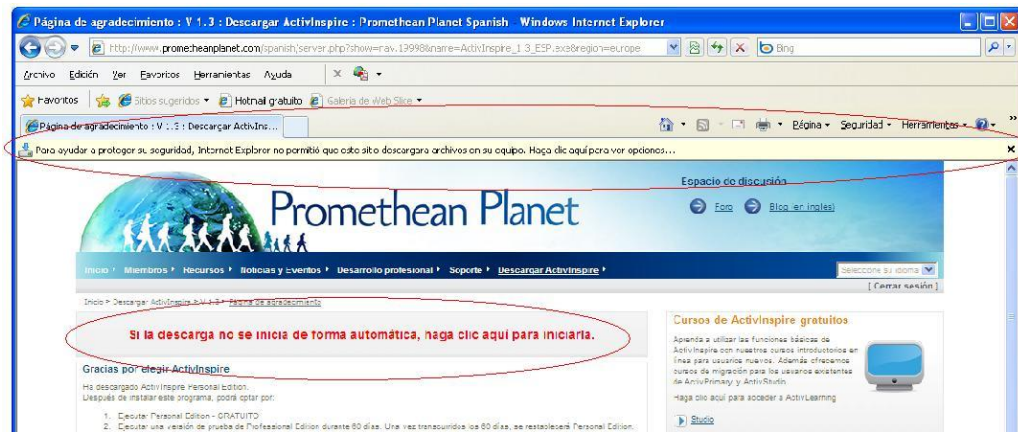 Página de agradecimiento : V 1.3 : Descargar ActivInspire : Promethean Planet Spanish - Windows Internet Explorer
http://www.prometheanplanet.com/spanish/server.php?show=nav.19998&name=ActivInspire_1.3_ESP.exe&region=europe
Bing
Archivo Edición Ver Favoritos Herramientas Ayuda
Favoritos Sitios sugeridos Hotmail gratuito Galería de Web Slice
Página de agradecimiento : V 1.3 : Descargar ActivIns...
Página Seguridad Herramientas
Para ayudar a proteger su seguridad, Internet Explorer no permitió que este sitio descargara archivos en su equipo. Haga clic aquí para ver opciones...
Promethean Planet
Espacio de discusión
Foro Blog (en inglés)
Inicio Miembros Recursos Noticias y Eventos Desarrollo profesional Soporte Descargar ActivInspire
Seleccione su idioma
[ Cerrar sesión ]
Inicio > Descargar ActivInspire > V 1.3 > Página de agradecimiento
Si la descarga no se inicia de forma automática, haga clic aquí para iniciarla.
Gracias por elegir ActivInspire
Ha descargado ActivInspire Personal Edition.
Después de instalar este programa, podrá optar por:
1. Ejecutar Personal Edition - GRATUITO
2. Ejecutar una versión de prueba de Professional Edition durante 60 días. Una vez transcurridos los 60 días, se restablecerá Personal Edition.
Cursos de ActivInspire gratuitos
Aprenda a utilizar las funciones básicas de
ActivInspire con nuestros cursos introductorios en
línea para usuarios nuevos. Además ofrecemos
cursos de migración para los usuarios existentes
de ActivPrimary y ActivStudio.
Haga clic aquí para acceder a ActivLearning
Studio